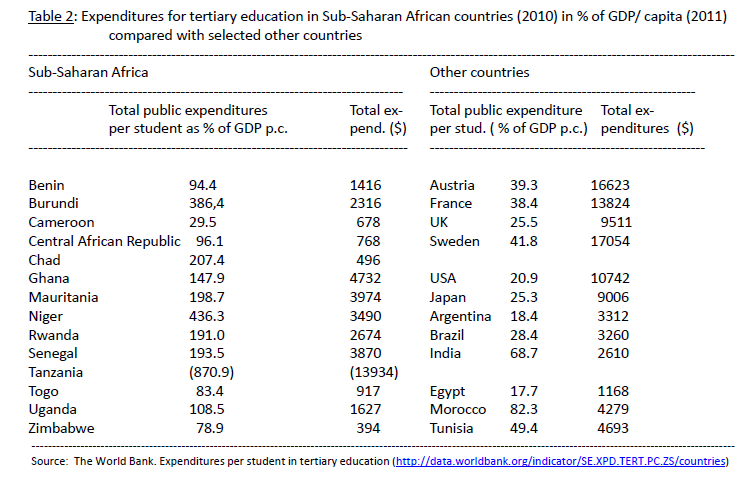 Table 2: Expenditures for tertiary education in Sub-Saharan African countries (2010) in % of GDP/ capita (2011)
compared with selected other countries
Sub-Saharan Africa Other countries
Total public expenditures Total ex- Total public expenditure Total ex-
per student as % of GDP p.c. pend. ($) per stud. ( % of GDP p.c.) penditures ($)
Benin 94.4 1416 Austria 39.3 16623
Burundi 386,4 2316 France 38.4 13824
Cameroon 29.5 678 UK 25.5 9511
Central African Republic 96.1 768 Sweden 41.8 17054
Chad 207.4 496
Ghana 147.9 4732 USA 20.9 10742
Mauritania 198.7 3974 Japan 25.3 9006
Niger 436.3 3490 Argentina 18.4 3312
Rwanda 191.0 2674 Brazil 28.4 3260
Senegal 193.5 3870 India 68.7 2610
Tanzania (870.9) (13934)
Togo 83.4 917 Egypt 17.7 1168
Uganda 108.5 1627 Morocco 82.3 4279
Zimbabwe 78.9 394 Tunisia 49.4 4693
Source: The World Bank. Expenditures per student in tertiary education (http://data.worldbank.org/indicator/SE.XPD.TERT.PC.ZS/countries)